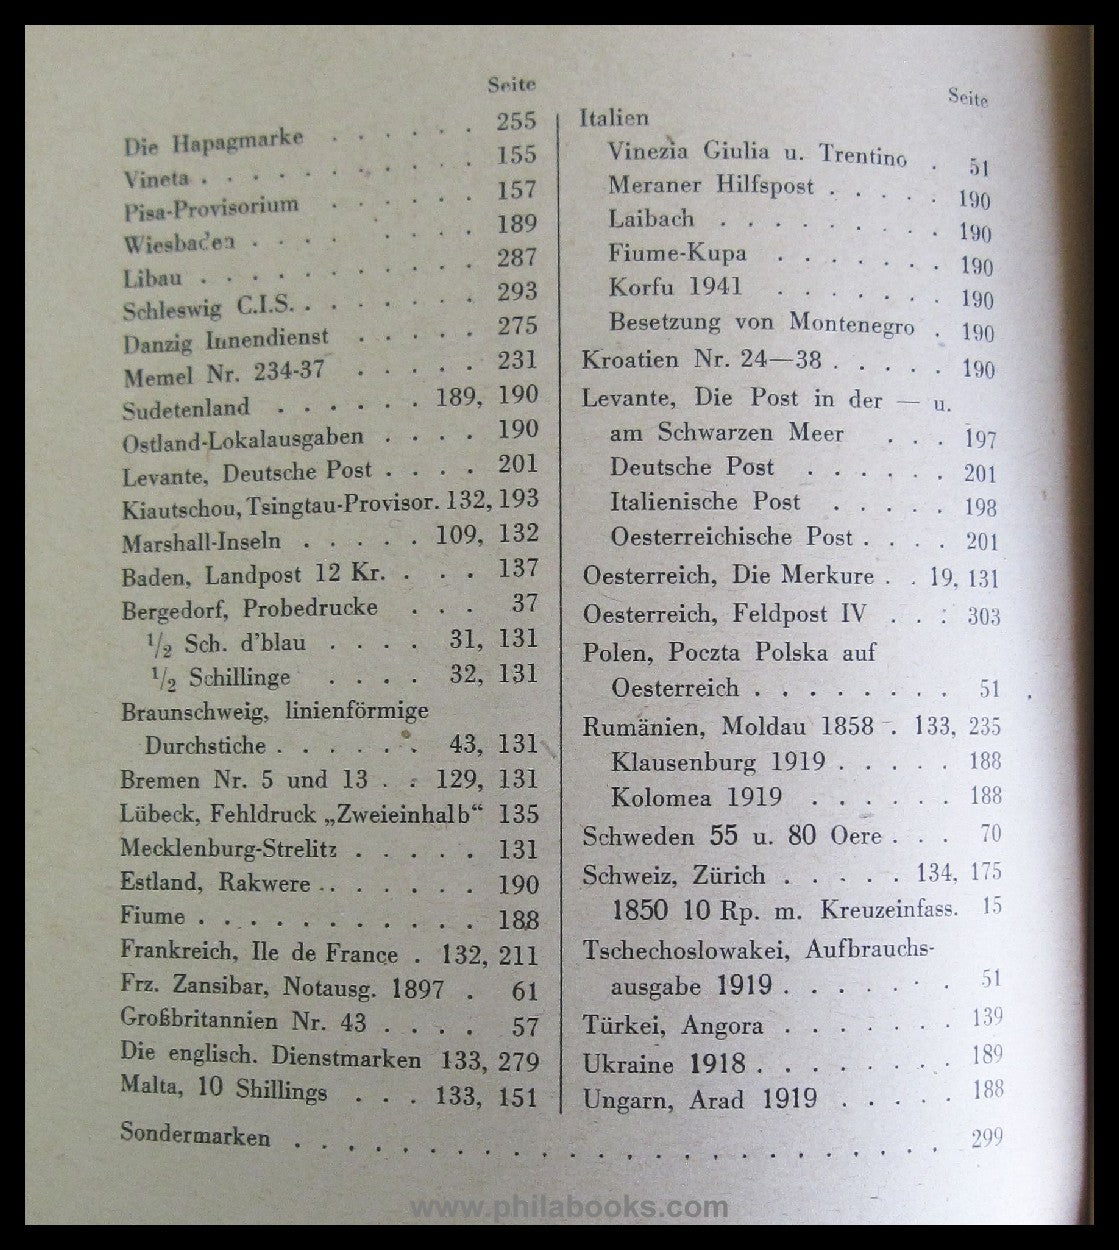 Seite
Die Hapagmarke . . . . . . 255
Vineta . . . . . . . . . . 155
Pisa-Provisorium . . . . . . 157
Wiesbaden . . . . . . . . 189
Libau . . . . . . . . . . 287
Schleswig C.I.S. . . . . . . . 293
Danzig Innendienst . . . . . 275
Memel Nr. 234-37 . . . . . 231
Sudetenland . . . . . . 189, 190
Ostland-Lokalausgaben . . . . 190
Levante, Deutsche Post . . . . 201
Kiautschou, Tsingtau-Provisor. 132, 193
Marshall-Inseln . . . . . 109, 132
Baden, Landpost 12 Kr. . . . 137
Bergedorf, Probedrucke . . . 37
1/2 Sch. d'blau . . . . 31, 131
1/2 Schillinge . . . . 32, 131
Braunschweig, linienförmige
Durchstiche . . . . . . 43, 131
Bremen Nr. 5 und 13 . . 129, 131
Lübeck, Fehldruck „Zweieinhalb“ 135
Mecklenburg-Strelitz . . . . . 131
Estland, Rakwere . . . . . . . 190
Fiume . . . . . . . . . . 188
Frankreich, Ile de France . 132, 211
Frz. Zansibar, Notausg. 1897 . 61
Großbritannien Nr. 43 . . . . 57
Die englisch. Dienstmarken 133, 279
Malta, 10 Shillings . . . 133, 151
Seite
Italien
Vinezia Giulia u. Trentino . 51
Meraner Hilfspost . . . . . 190
Laibach . . . . . . . . 190
Fiume-Kupa . . . . . . . 190
Korfu 1941 . . . . . . . 190
Besetzung von Montenegro . 190
Kroatien Nr. 24—38 . . . . . 190
Levante, Die Post in der — u.
am Schwarzen Meer . . . 197
Deutsche Post . . . . . . 201
Italienische Post . . . . . 198
Oesterreichische Post . . . . 201
Oesterreich, Die Merkure . . 19, 131
Oesterreich, Feldpost IV . . . 303
Polen, Poczta Polska auf
Oesterreich . . . . . . . . 51
Rumänien, Moldau 1858 . 133, 235
Klausenburg 1919 . . . . . 188
Kolomea 1919 . . . . . . 188
Schweden 55 u. 80 Oere . . . 70
Schweiz, Zürich . . . . . 134, 175
1850 10 Rp. m. Kreuzeinfass. 15
Tschechoslowakei, Aufbrauchs-
ausgabe 1919 . . . . . . . 51
Türkei, Angora . . . . . . . 139
Ukraine 1918 . . . . . . . . 189
Ungarn, Arad 1919 . . . . . 188
Sondermarken . . . . . . . . . . . . . . . . . . . . . . . . . 299
www.philabooks.com